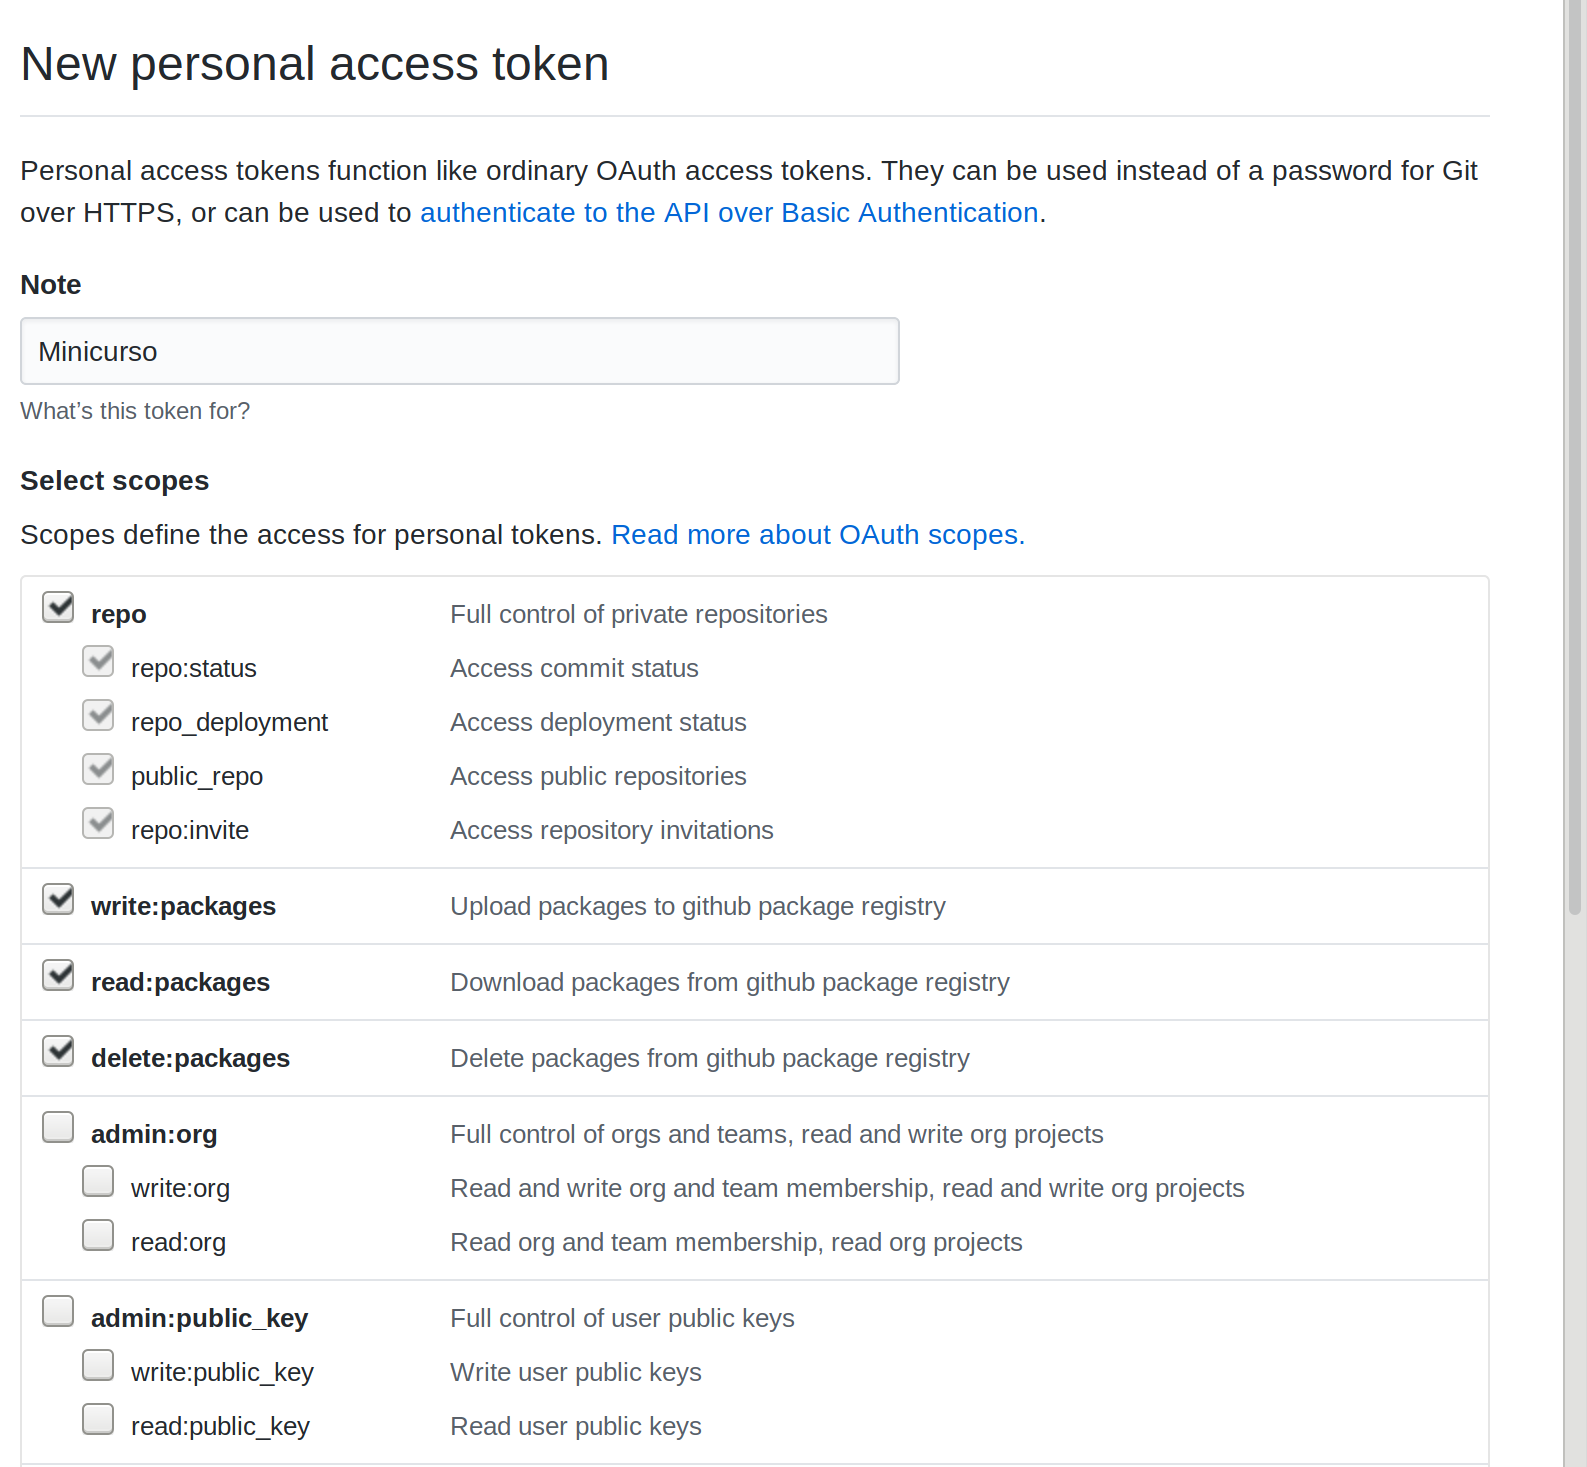 New personal access token
Personal access tokens function like ordinary OAuth access tokens. They can be used instead of a password for Git
over HTTPS, or can be used to authenticate to the API over Basic Authentication.
Note
Minicurso
What’s this token for?
Select scopes
Scopes define the access for personal tokens. Read more about OAuth scopes.
repo Full control of private repositories
repo:status Access commit status
repo_deployment Access deployment status
public_repo Access public repositories
repo:invite Access repository invitations
write:packages Upload packages to github package registry
read:packages Download packages from github package registry
delete:packages Delete packages from github package registry
admin:org Full control of orgs and teams, read and write org projects
write:org Read and write org and team membership, read and write org projects
read:org Read org and team membership, read org projects
admin:public_key Full control of user public keys
write:public_key Write user public keys
read:public_key Read user public keys